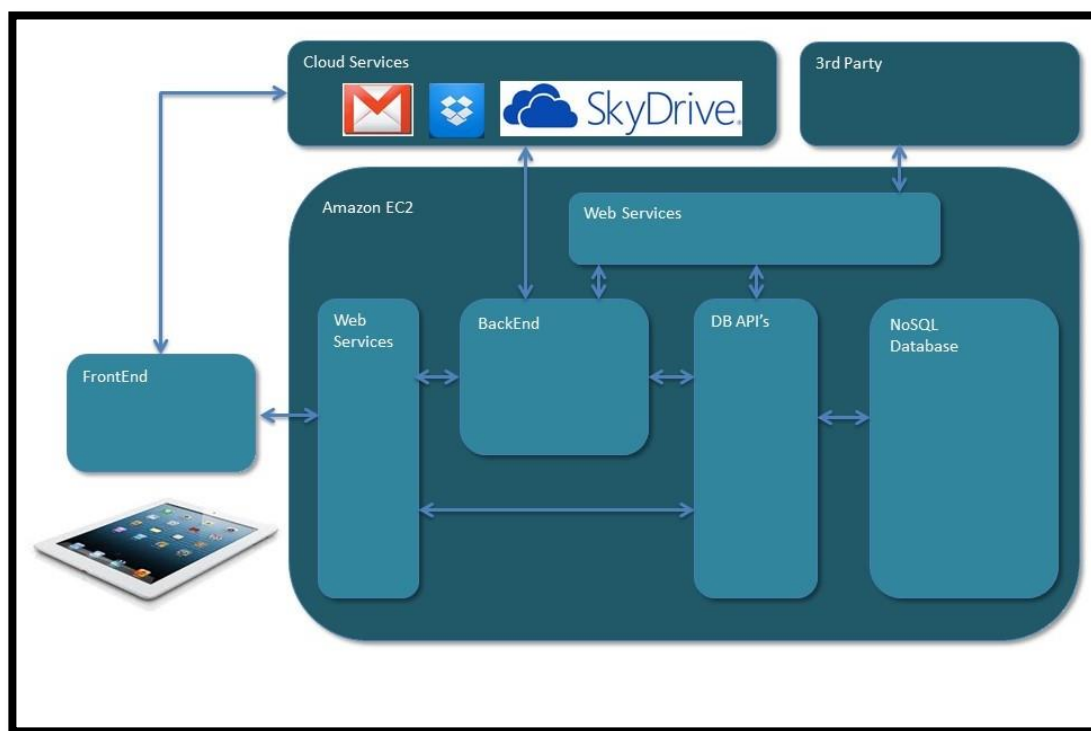 Cloud Services
SkyDrive
3rd Party
Amazon EC2
Web Services
Web
Services
BackEnd
DB API's
NoSQL
Database
FrontEnd